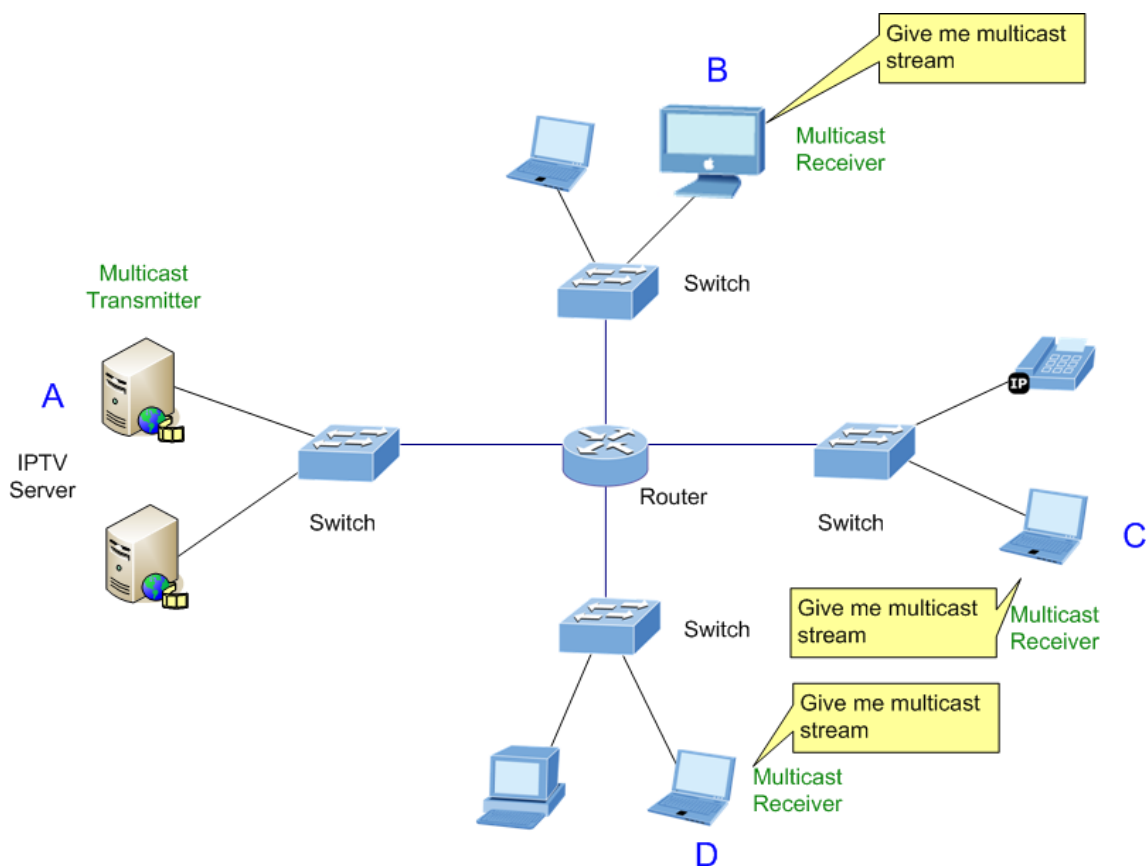 Give me multicast
stream
B
Multicast
Receiver
Switch
Multicast
Transmitter
A
IPTV
Server
Switch
Router
IP
Switch
C
Give me multicast
stream
Multicast
Receiver
Switch
Give me multicast
stream
Multicast
Receiver
D